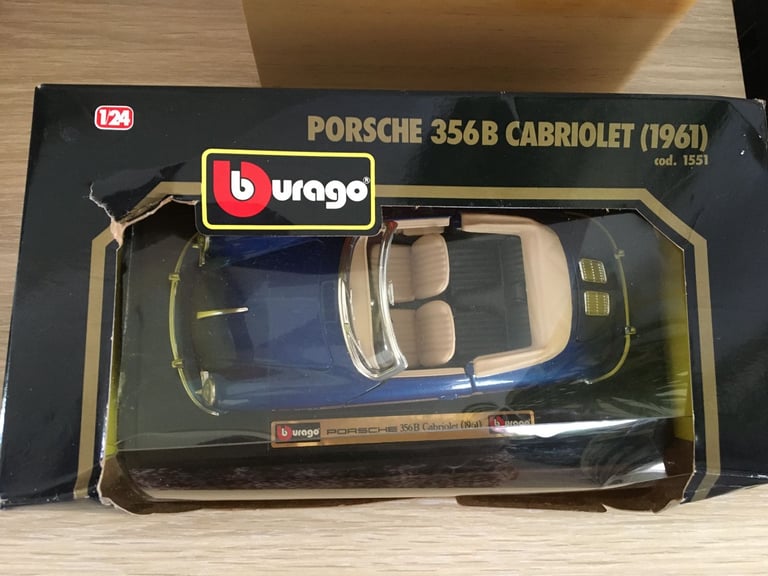 1/24
PORSCHE 356B CABRIOLET (1961)
cod. 1551
burago®
burago PORSCHE 356B Cabriolet (1961) burago